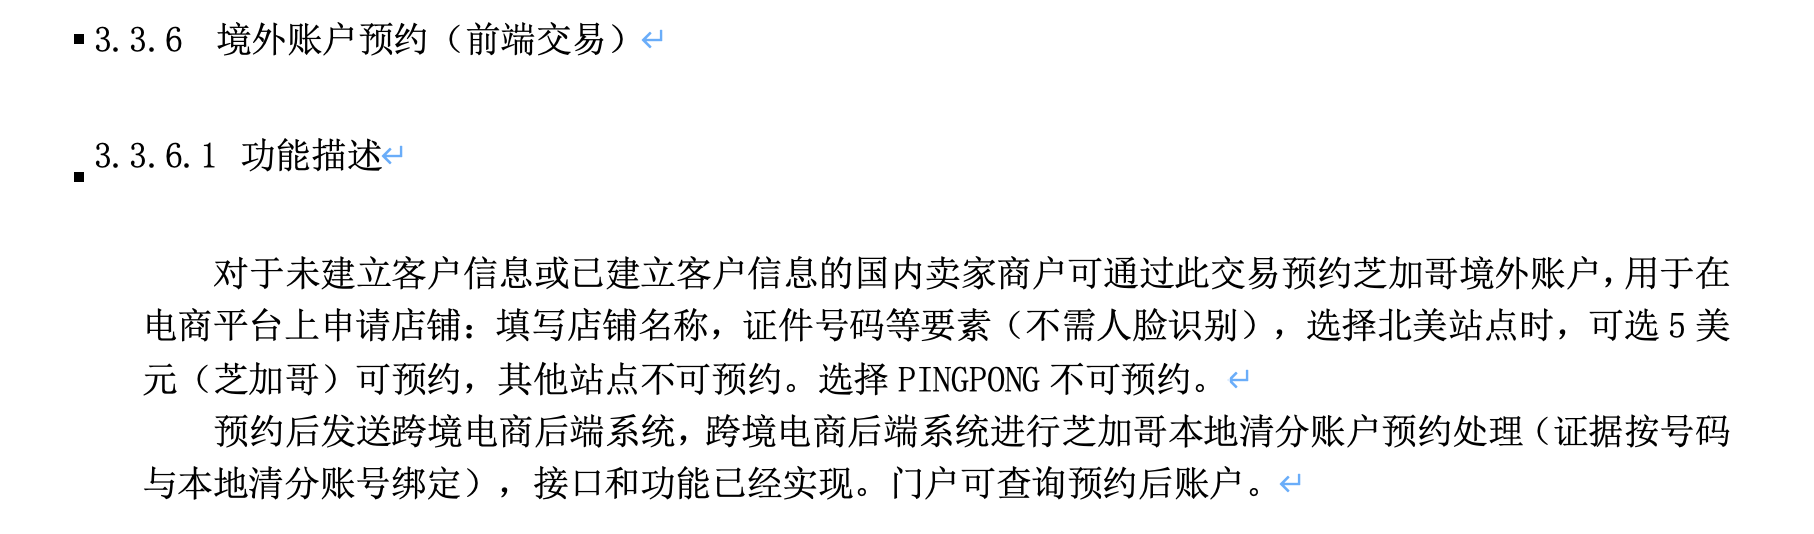 3.3.6 境外账户预约（前端交易）
3.3.6.1 功能描述
对于未建立客户信息或已建立客户信息的国内卖家商户可通过此交易预约芝加哥境外账户，用于在
电商平台上申请店铺：填写店铺名称，证件号码等要素（不需人脸识别），选择北美站点时，可选 5 美
元（芝加哥）可预约，其他站点不可预约。选择 PINGPONG 不可预约。
预约后发送跨境电商后端系统，跨境电商后端系统进行芝加哥本地清分账户预约处理（证据按号码
与本地清分账号绑定），接口和功能已经实现。门户可查询预约后账户。